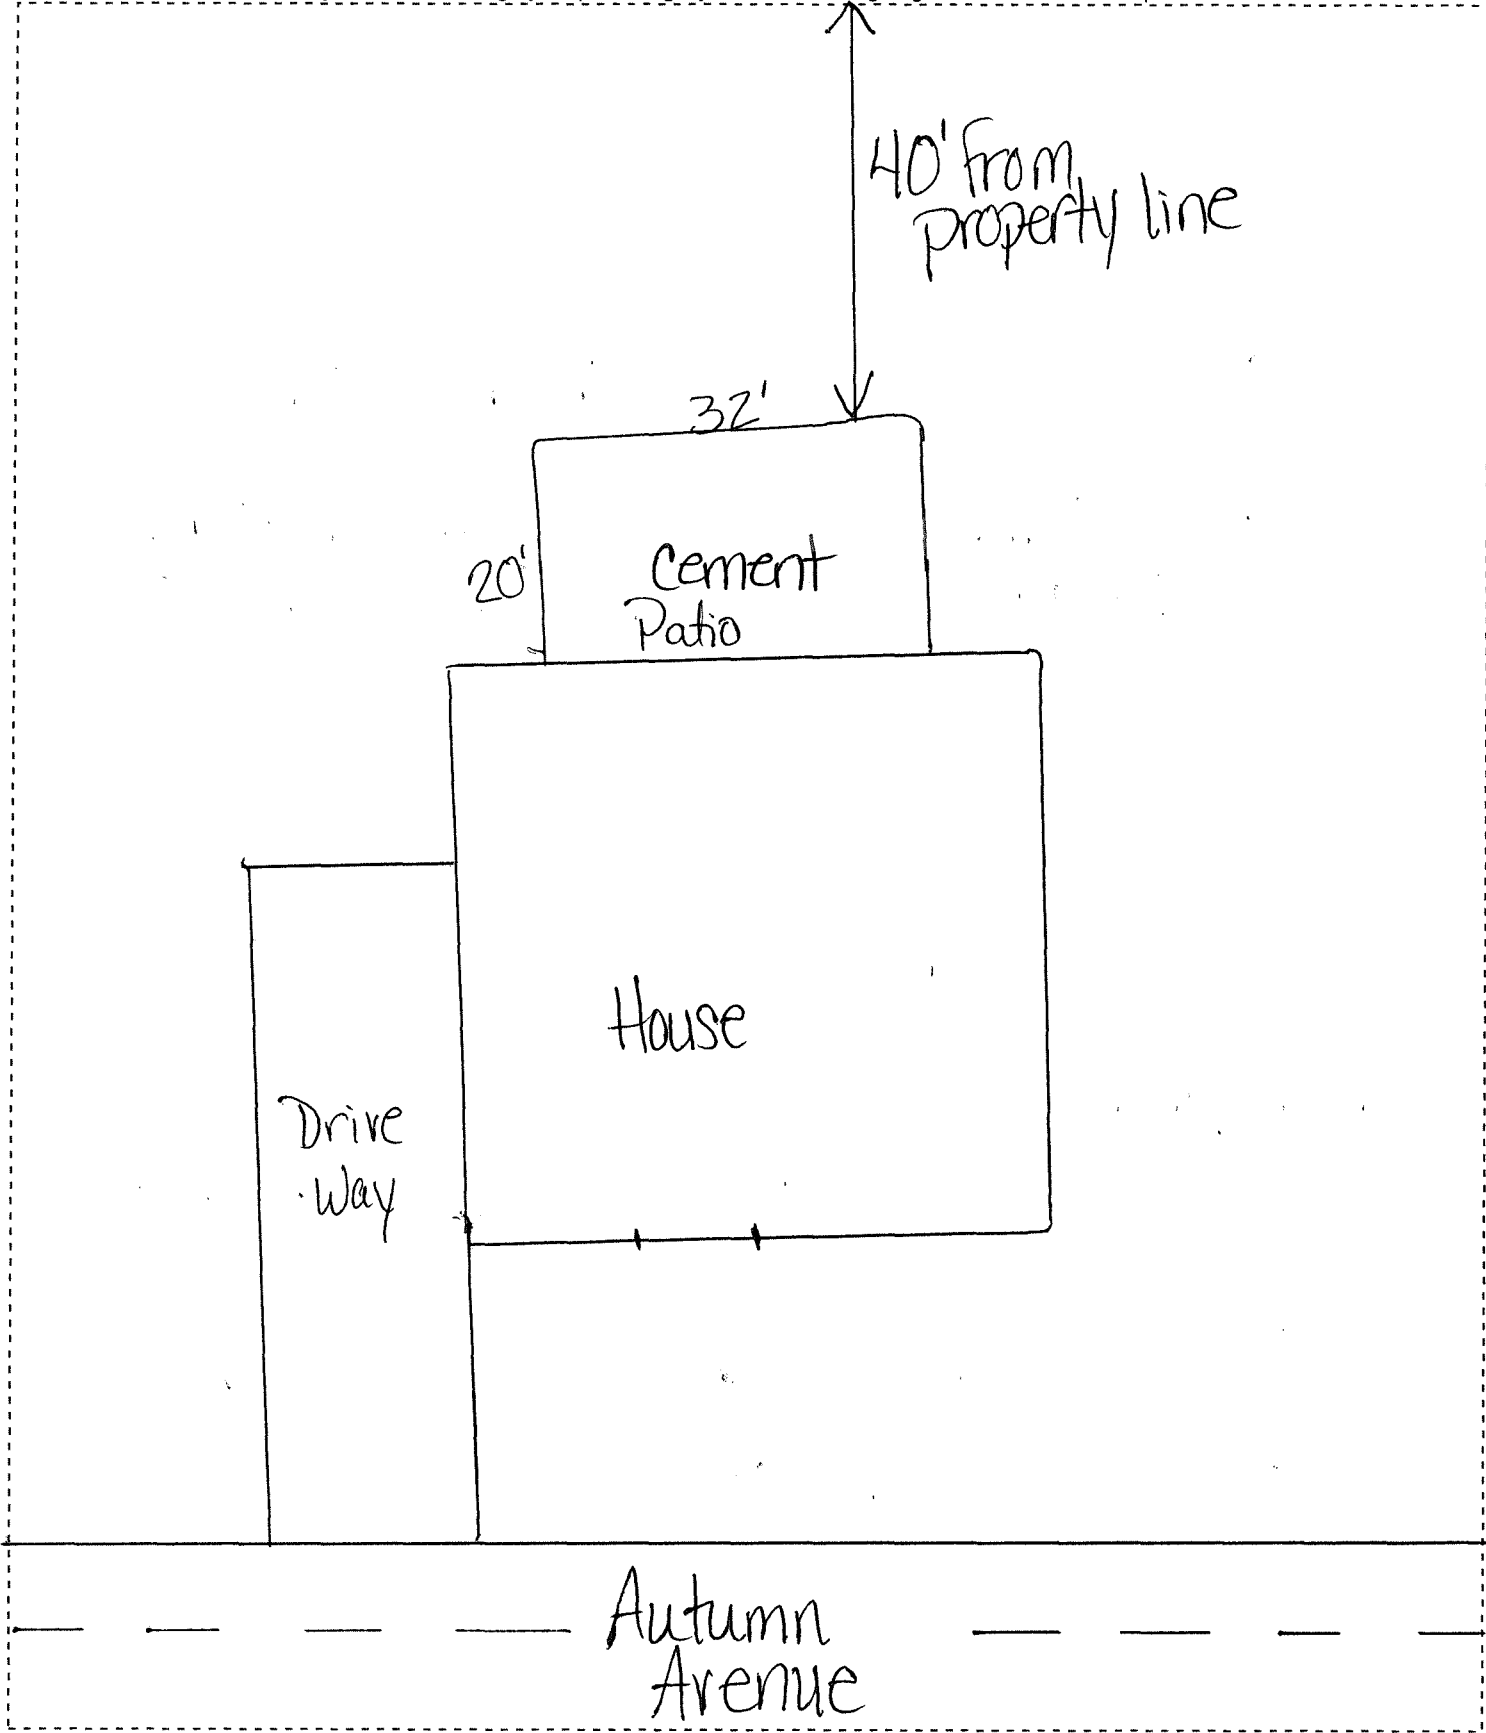 40' from
property line
32'
20'
Cement
Patio
House
Drive
Way
Autumn
Avenue